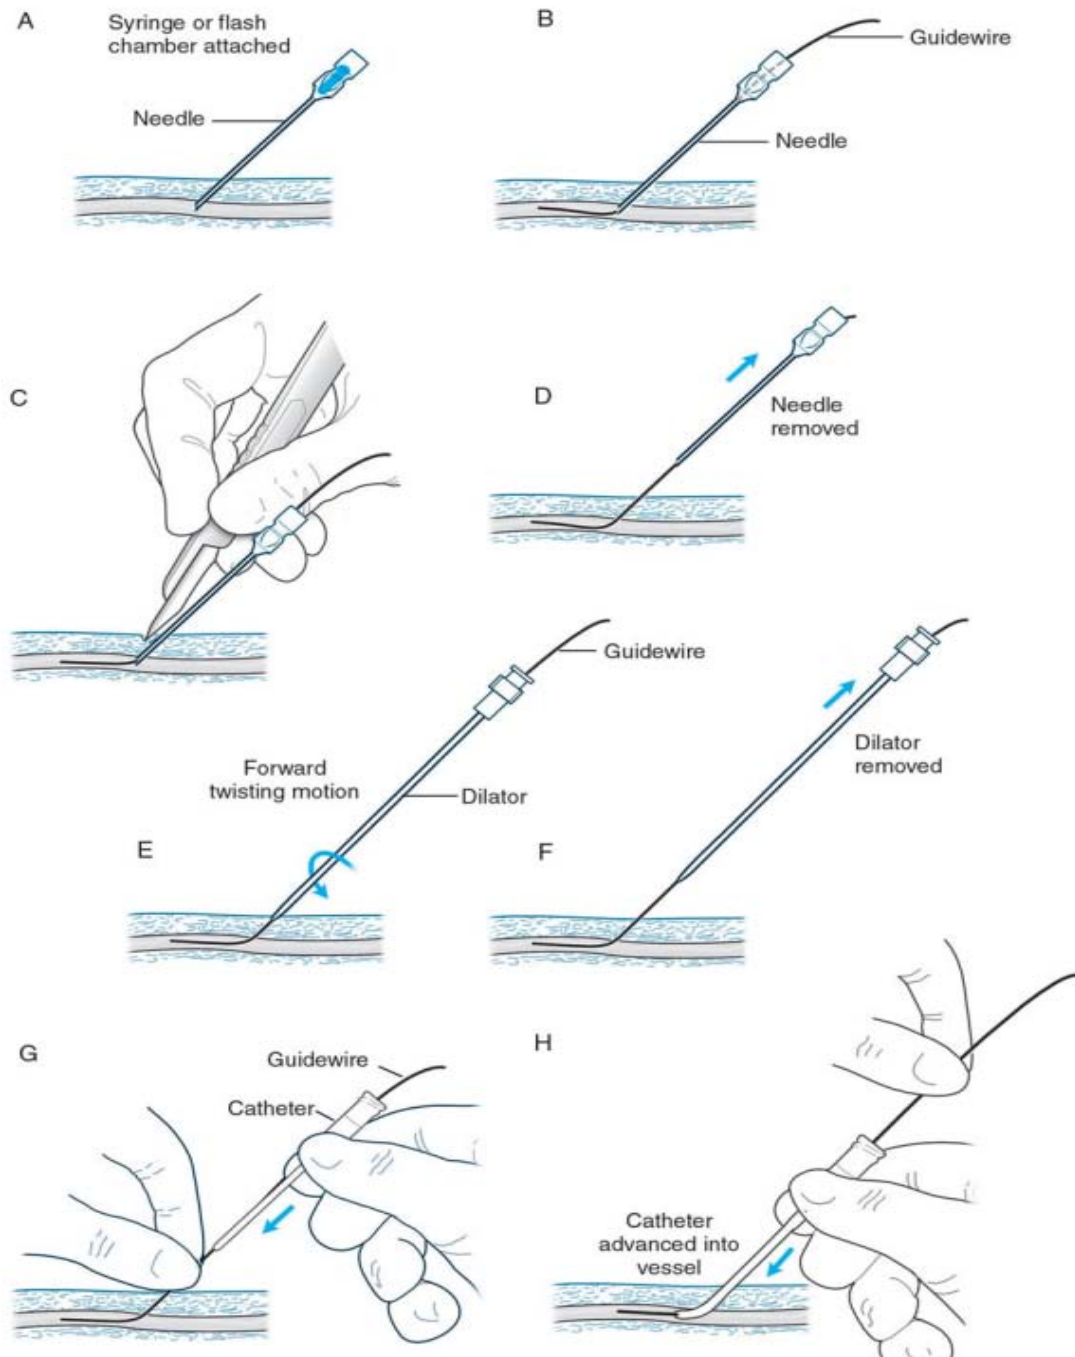 A
Syringe or flash
chamber attached
Needle
B
Guidewire
Needle
C
D
Needle
removed
Guidewire
Forward
twisting motion
Dilator
E
Dilator
removed
F
G
Guidewire
Catheter
H
Catheter
advanced into
vessel